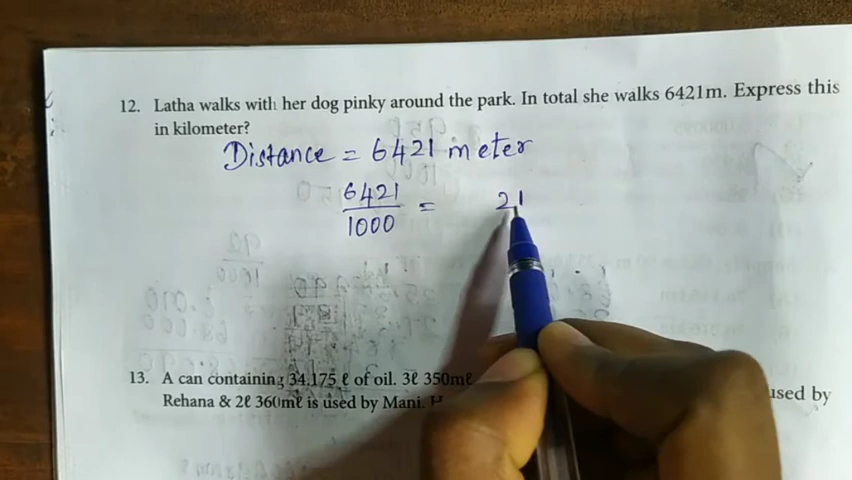 12. Latha walks with her dog pinky around the park. In total she walks 6421m. Express this
in kilometer?
Distance = 6421 meter
6421
1000
= 21
13. A can containing 34.175 ℓ of oil. 3ℓ 350mℓ
used by
Rehana & 2ℓ 360mℓ is used by Mani.